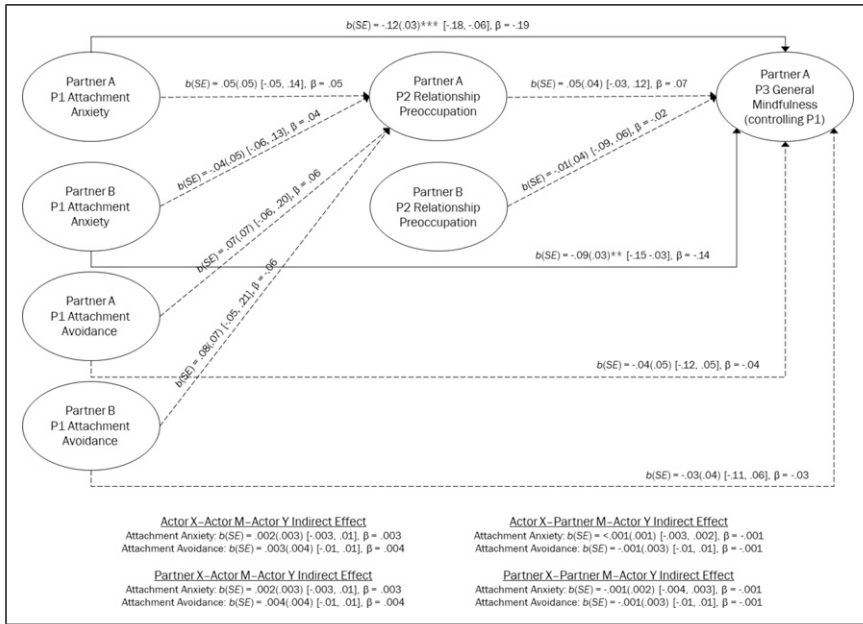 b(SE) = -.12(.03)*** [-.18, -.06], β = -.19
Partner A
P1 Attachment
Anxiety
b(SE) = .05(.05) [-.05, .14], β = .05
Partner A
P2 Relationship
Preoccupation
b(SE) = .05(.04) [-.03, .12], β = .07
Partner A
P3 General
Mindfulness
(controlling P1)
b(SE) = -.04(.05) [-.06, .13], β = .04
b(SE) = -.01(.04) [-.09, .06], β = -.02
Partner B
P1 Attachment
Anxiety
Partner B
P2 Relationship
Preoccupation
b(SE) = .07(.07) [-.06, .20], β = .06
b(SE) = -.09(.03)** [-.15 -.03], β = -.14
Partner A
P1 Attachment
Avoidance
b(SE) = .08(.07) [-.05, .21], β = .06
b(SE) = -.04(.05) [-.12, .05], β = -.04
Partner B
P1 Attachment
Avoidance
b(SE) = -.03(.04) [-.11, .06], β = -.03
Actor X–Actor M–Actor Y Indirect Effect
Attachment Anxiety: b(SE) = .002(.003) [-.003, .01], β = .003
Attachment Avoidance: b(SE) = .003(.004) [-.01, .01], β = .004
Actor X–Partner M–Actor Y Indirect Effect
Attachment Anxiety: b(SE) = <.001(.001) [-.003, .002], β = -.001
Attachment Avoidance: b(SE) = -.001(.003) [-.01, .01], β = -.001
Partner X–Actor M–Actor Y Indirect Effect
Attachment Anxiety: b(SE) = .002(.003) [-.003, .01], β = .003
Attachment Avoidance: b(SE) = .004(.004) [-.01, .01], β = .004
Partner X–Partner M–Actor Y Indirect Effect
Attachment Anxiety: b(SE) = -.001(.002) [-.004, .003], β = -.001
Attachment Avoidance: b(SE) = -.001(.003) [-.01, .01], β = -.001